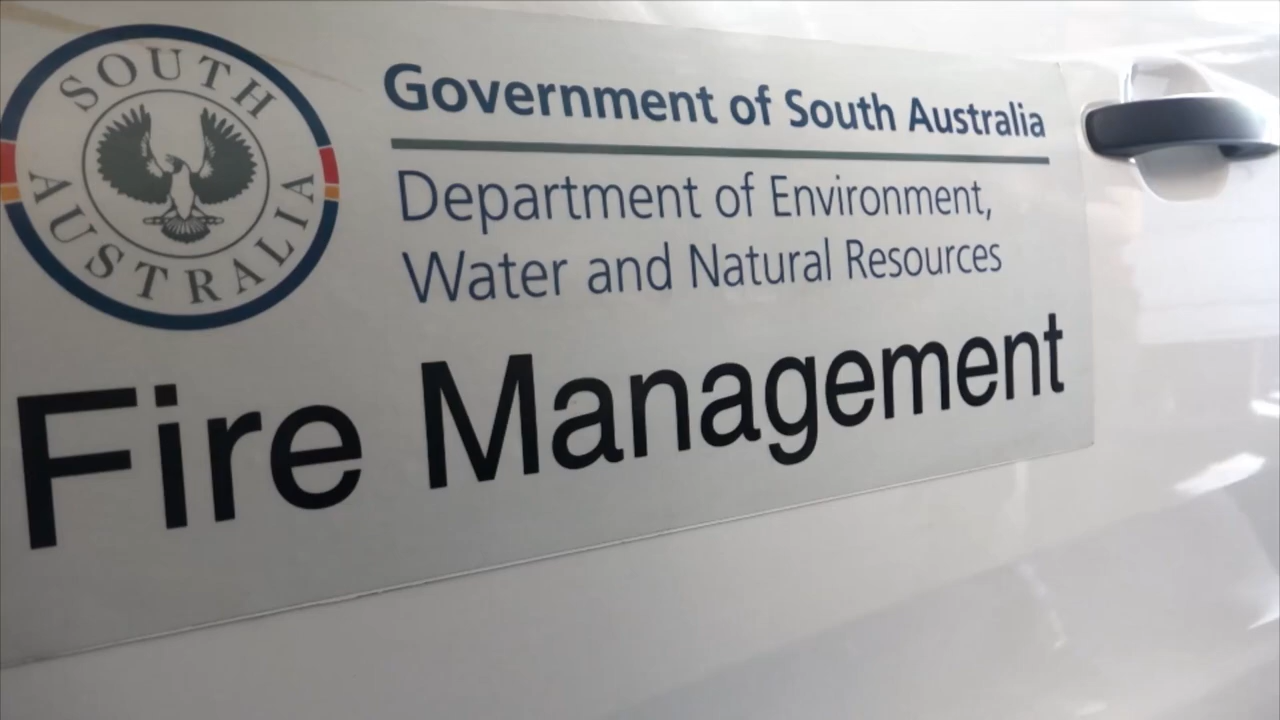 SOUTH
AUSTRALIA
Government of South Australia
Department of Environment,
Water and Natural Resources
Fire Management